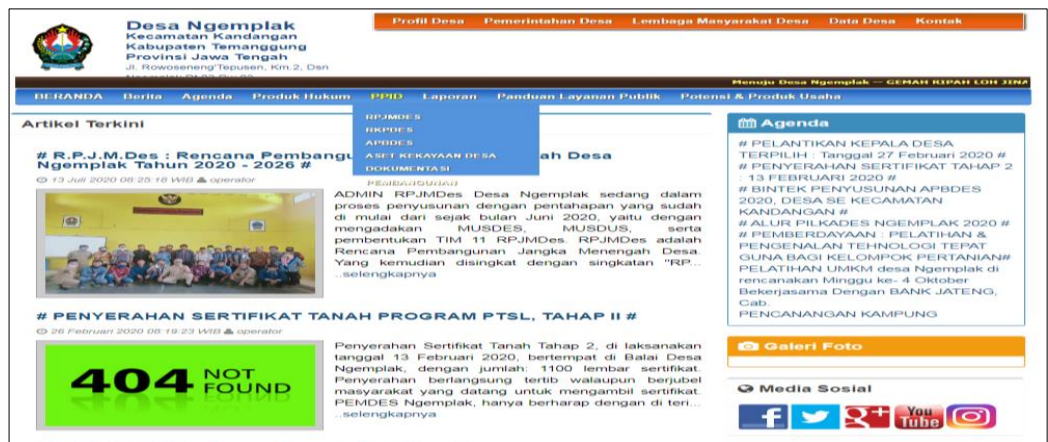 Desa Ngemplak
Kecamatan Kandangan
Kabupaten Temanggung
Provinsi Jawa Tengah
Jl. Rowoseneng'Tepusen, Km.2, Dsn
Profil Desa Pemerintahan Desa Lembaga Masyarakat Desa Data Desa Kontak
Menuju Desa Ngemplak -- GEMAH RIPAH LOH JINA
BERANDA Berita Agenda Produk Hukum PPID Laporan Panduan Layanan Publik Potensi & Produk Usaha
RPJMDES
RKPDES
APBDES
ASET KEKAYAAN DESA
DOKUMENTASI
PEMBANGUNAN
Artikel Terkini
# R.P.J.M.Des : Rencana Pembangu ah Desa
Ngemplak Tahun 2020 - 2026 #
13 Juli 2020 08:25:18 WIB operator
ADMIN RPJMDes Desa Ngemplak sedang dalam
proses penyusunan dengan pentahapan yang sudah
di mulai dari sejak bulan Juni 2020, yaitu dengan
mengadakan MUSDES, MUSDUS, serta
pembentukan TIM 11 RPJMDes. RPJMDes adalah
Rencana Pembangunan Jangka Menengah Desa.
Yang kemudian disingkat dengan singkatan "RP...
..selengkapnya
# PENYERAHAN SERTIFIKAT TANAH PROGRAM PTSL, TAHAP II #
26 Februari 2020 08:19:23 WIB operator
404 NOT
FOUND
Penyerahan Sertifikat Tanah Tahap 2, di laksanakan
tanggal 13 Februari 2020, bertempat di Balai Desa
Ngemplak, dengan jumlah: 1100 lembar sertifikat.
Penyerahan berlangsung tertib walaupun berjubel
masyarakat yang datang untuk mengambil sertifikat.
PEMDES Ngemplak, hanya berharap dengan di teri...
..selengkapnya
Agenda
# PELANTIKAN KEPALA DESA
TERPILIH : Tanggal 27 Februari 2020 #
# PENYERAHAN SERTIFIKAT TAHAP 2
: 13 FEBRUARI 2020 #
# BINTEK PENYUSUNAN APBDES
2020, DESA SE KECAMATAN
KANDANGAN #
# ALUR PILKADES NGEMPLAK 2020 #
# PEMBERDAYAAN : PELATIHAN &
PENGENALAN TEHNOLOGI TEPAT
GUNA BAGI KELOMPOK PERTANIAN#
PELATIHAN UMKM desa Ngemplak di
rencanakan Minggu ke- 4 Oktober
Bekerjasama Dengan BANK JATENG,
Cab.
PENCANANGAN KAMPUNG
Galeri Foto
Media Sosial
You
Tube